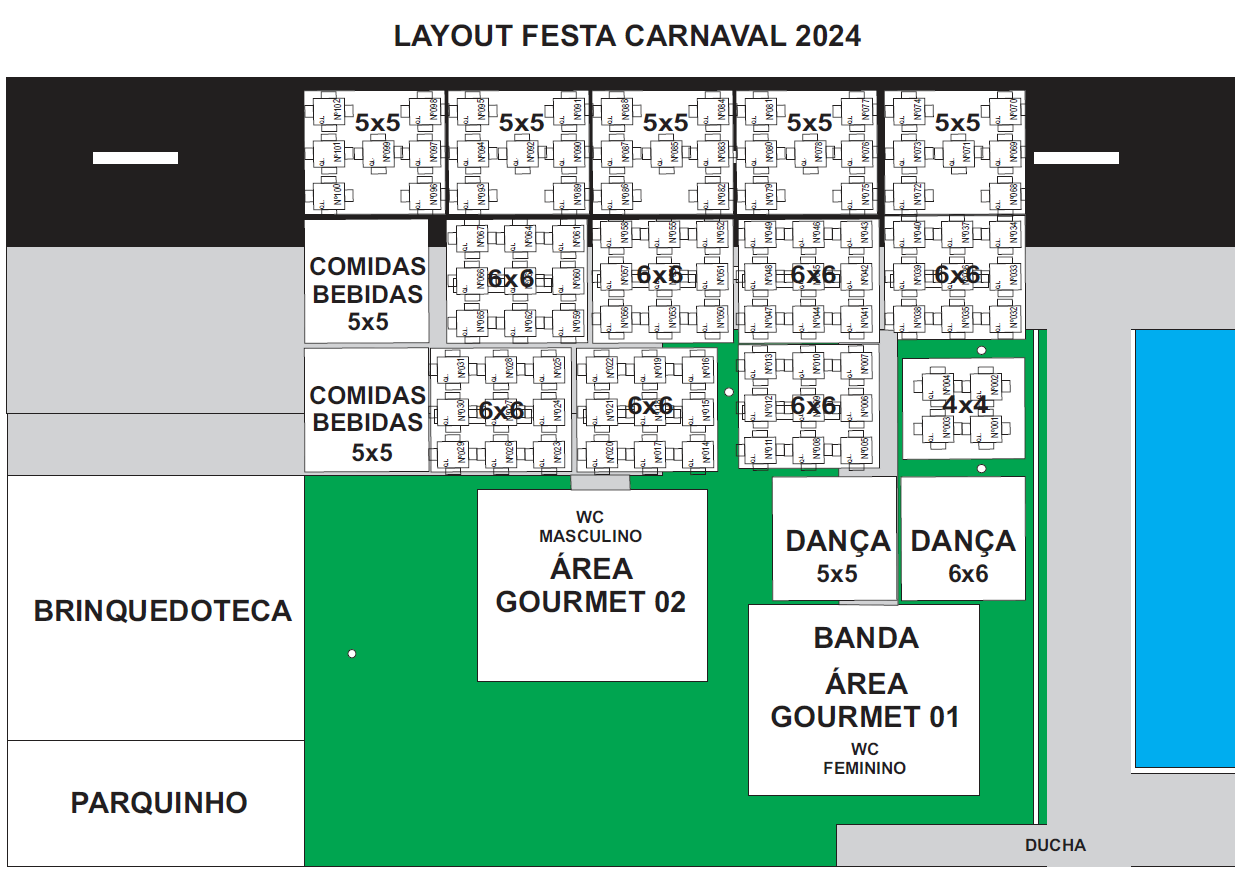 LAYOUT FESTA CARNAVAL 2024
Nº102 Nº098 Nº095 Nº091 Nº088 Nº084 Nº081 Nº077 Nº074 Nº070
5x5 5x5 5x5 5x5 5x5
Nº101 Nº099 Nº097 Nº094 Nº092 Nº090 Nº087 Nº085 Nº083 Nº080 Nº078 Nº076 Nº073 Nº071 Nº069
Nº100 Nº096 Nº093 Nº089 Nº086 Nº082 Nº079 Nº075 Nº072 Nº068
Nº067 Nº064 Nº061 Nº058 Nº055 Nº052 Nº049 Nº046 Nº043 Nº040 Nº037 Nº034
COMIDAS
BEBIDAS
5x5
Nº066 6x6 Nº060 Nº057 6x6 Nº051 Nº048 6x6 Nº042 Nº039 6x6 Nº033
Nº065 Nº062 Nº059 Nº056 Nº053 Nº050 Nº047 Nº044 Nº041 Nº038 Nº035 Nº032
Nº031 Nº028 Nº025 Nº022 Nº019 Nº016 Nº013 Nº010 Nº007
Nº004 Nº002
COMIDAS
BEBIDAS
5x5
Nº030 6x6 Nº024 Nº021 6x6 Nº015 Nº012 6x6 Nº006 4x4
Nº003 Nº001
Nº029 Nº026 Nº023 Nº020 Nº017 Nº014 Nº011 Nº008 Nº005
WC
MASCULINO
ÁREA
GOURMET 02
DANÇA
5x5
DANÇA
6x6
BRINQUEDOTECA
BANDA
ÁREA
GOURMET 01
WC
FEMININO
PARQUINHO
DUCHA